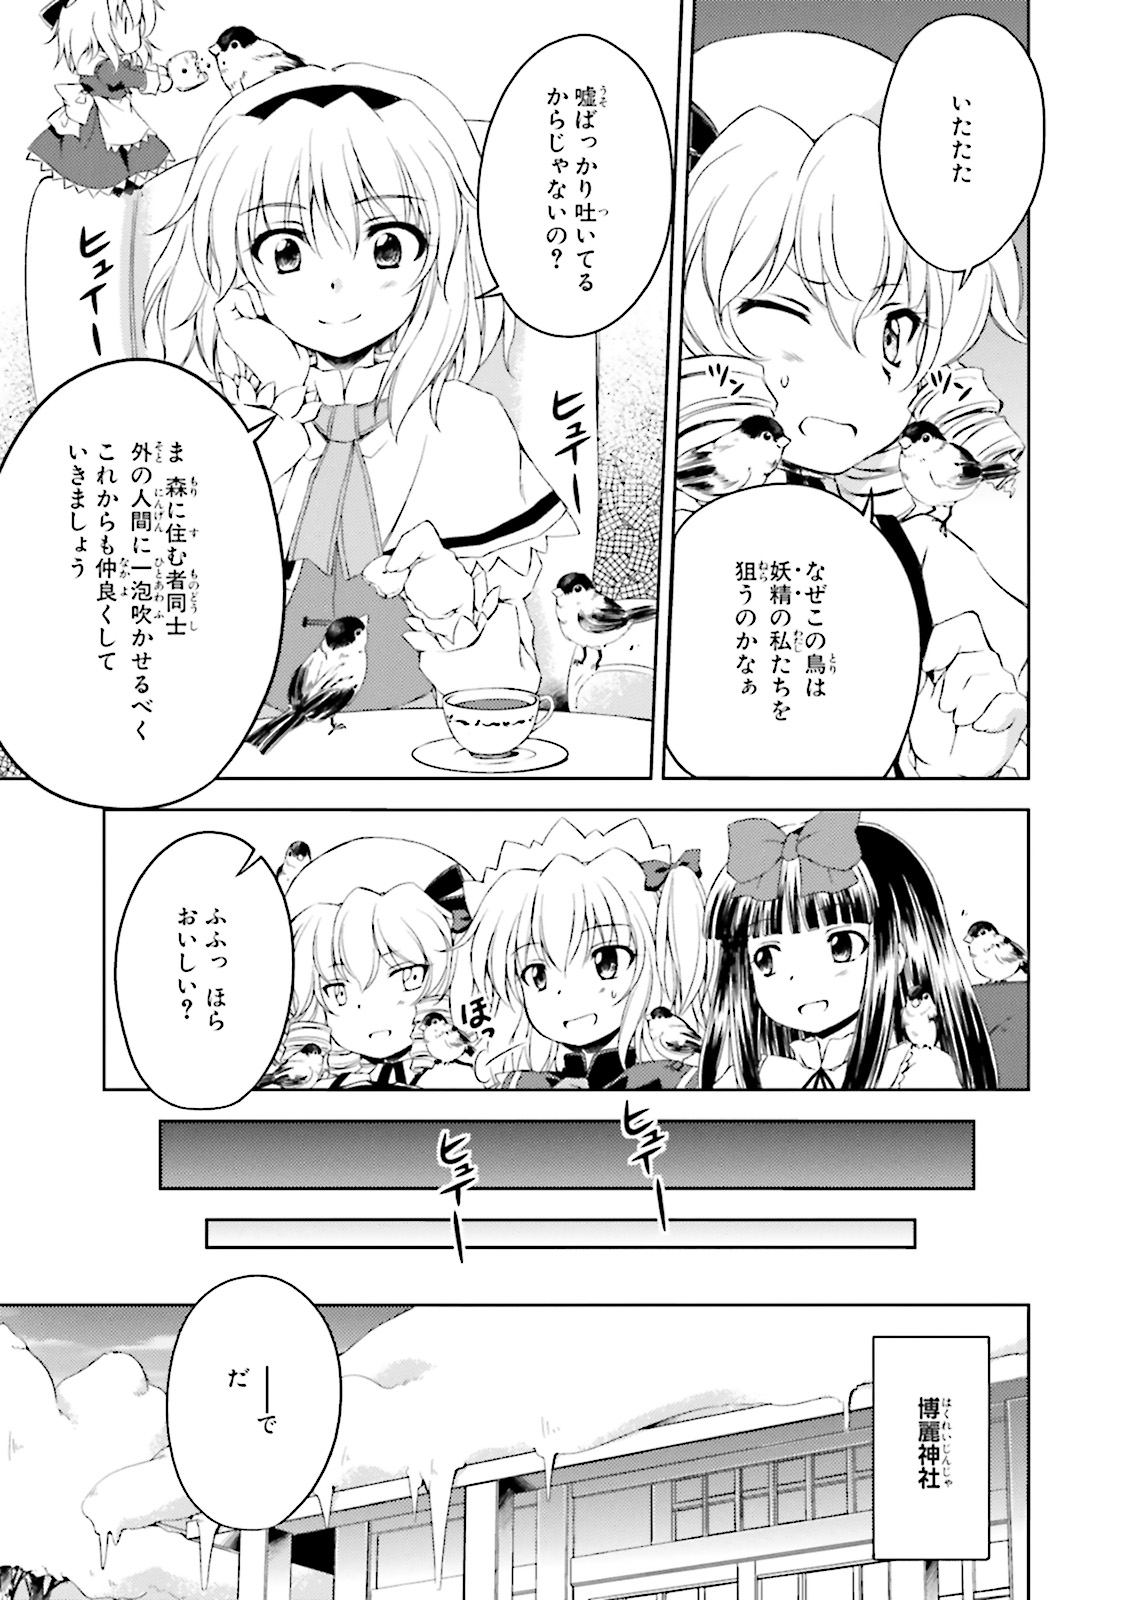 いたたた
ツン
ツン
なぜこの鳥は
妖精の私たちを
狙うのかなぁ
嘘ばっかり吐いてる
からじゃないの？
ヒュイー
ヒュイー
ま 森に住む者同士
外の人間に一泡吹かせるべく
これからも仲良くして
いきましょう
ほっ
ふふっ ほら
おいしい？
ヒュイー
ヒュイー
博麗神社
――で
だ